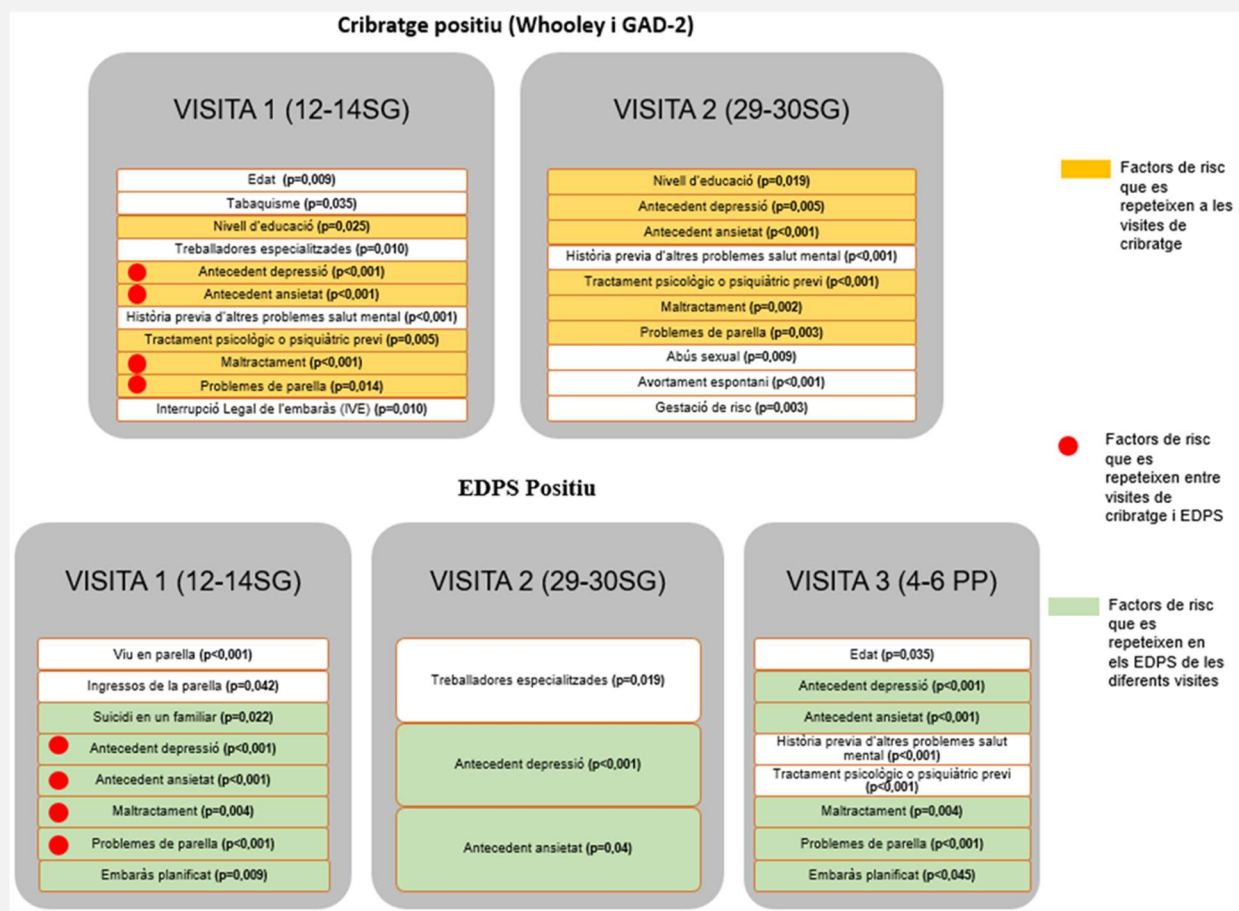 Cribratge positiu (Whooley i GAD-2)
VISITA 1 (12-14SG)
Edat (p=0,009)
Tabaquisme (p=0,035)
Nivell d'educació (p=0,025)
Treballadores especialitzades (p=0,010)
Antecedent depressió (p<0,001)
Antecedent ansietat (p<0,001)
Història previa d'altres problemes salut mental (p<0,001)
Tractament psicològic o psiquiàtric previ (p=0,005)
Maltractament (p<0,001)
Problemes de parella (p=0,014)
Interrupció Legal de l'embaràs (IVE) (p=0,010)
VISITA 2 (29-30SG)
Nivell d'educació (p=0,019)
Antecedent depressió (p=0,005)
Antecedent ansietat (p<0,001)
Història previa d'altres problemes salut mental (p<0,001)
Tractament psicològic o psiquiàtric previ (p<0,001)
Maltractament (p=0,002)
Problemes de parella (p=0,003)
Abús sexual (p=0,009)
Avortament espontani (p<0,001)
Gestació de risc (p=0,003)
Factors de risc
que es
repeteixen a les
visites de
cribratge
Factors de risc
que es
repeteixen entre
visites de
cribratge i EDPS
Factors de risc
que es
repeteixen en
els EDPS de les
diferents visites
EDPS Positiu
VISITA 1 (12-14SG)
Viu en parella (p<0,001)
Ingressos de la parella (p=0,042)
Suicidi en un familiar (p=0,022)
Antecedent depressió (p<0,001)
Antecedent ansietat (p<0,001)
Maltractament (p=0,004)
Problemes de parella (p<0,001)
Embaràs planificat (p=0,009)
VISITA 2 (29-30SG)
Treballadores especialitzades (p=0,019)
Antecedent depressió (p<0,001)
Antecedent ansietat (p=0,04)
VISITA 3 (4-6 PP)
Edat (p=0,035)
Antecedent depressió (p<0,001)
Antecedent ansietat (p<0,001)
Història previa d'altres problemes salut
mental (p<0,001)
Tractament psicològic o psiquiàtric previ
(p<0,001)
Maltractament (p=0,004)
Problemes de parella (p<0,001)
Embaràs planificat (p<0,045)